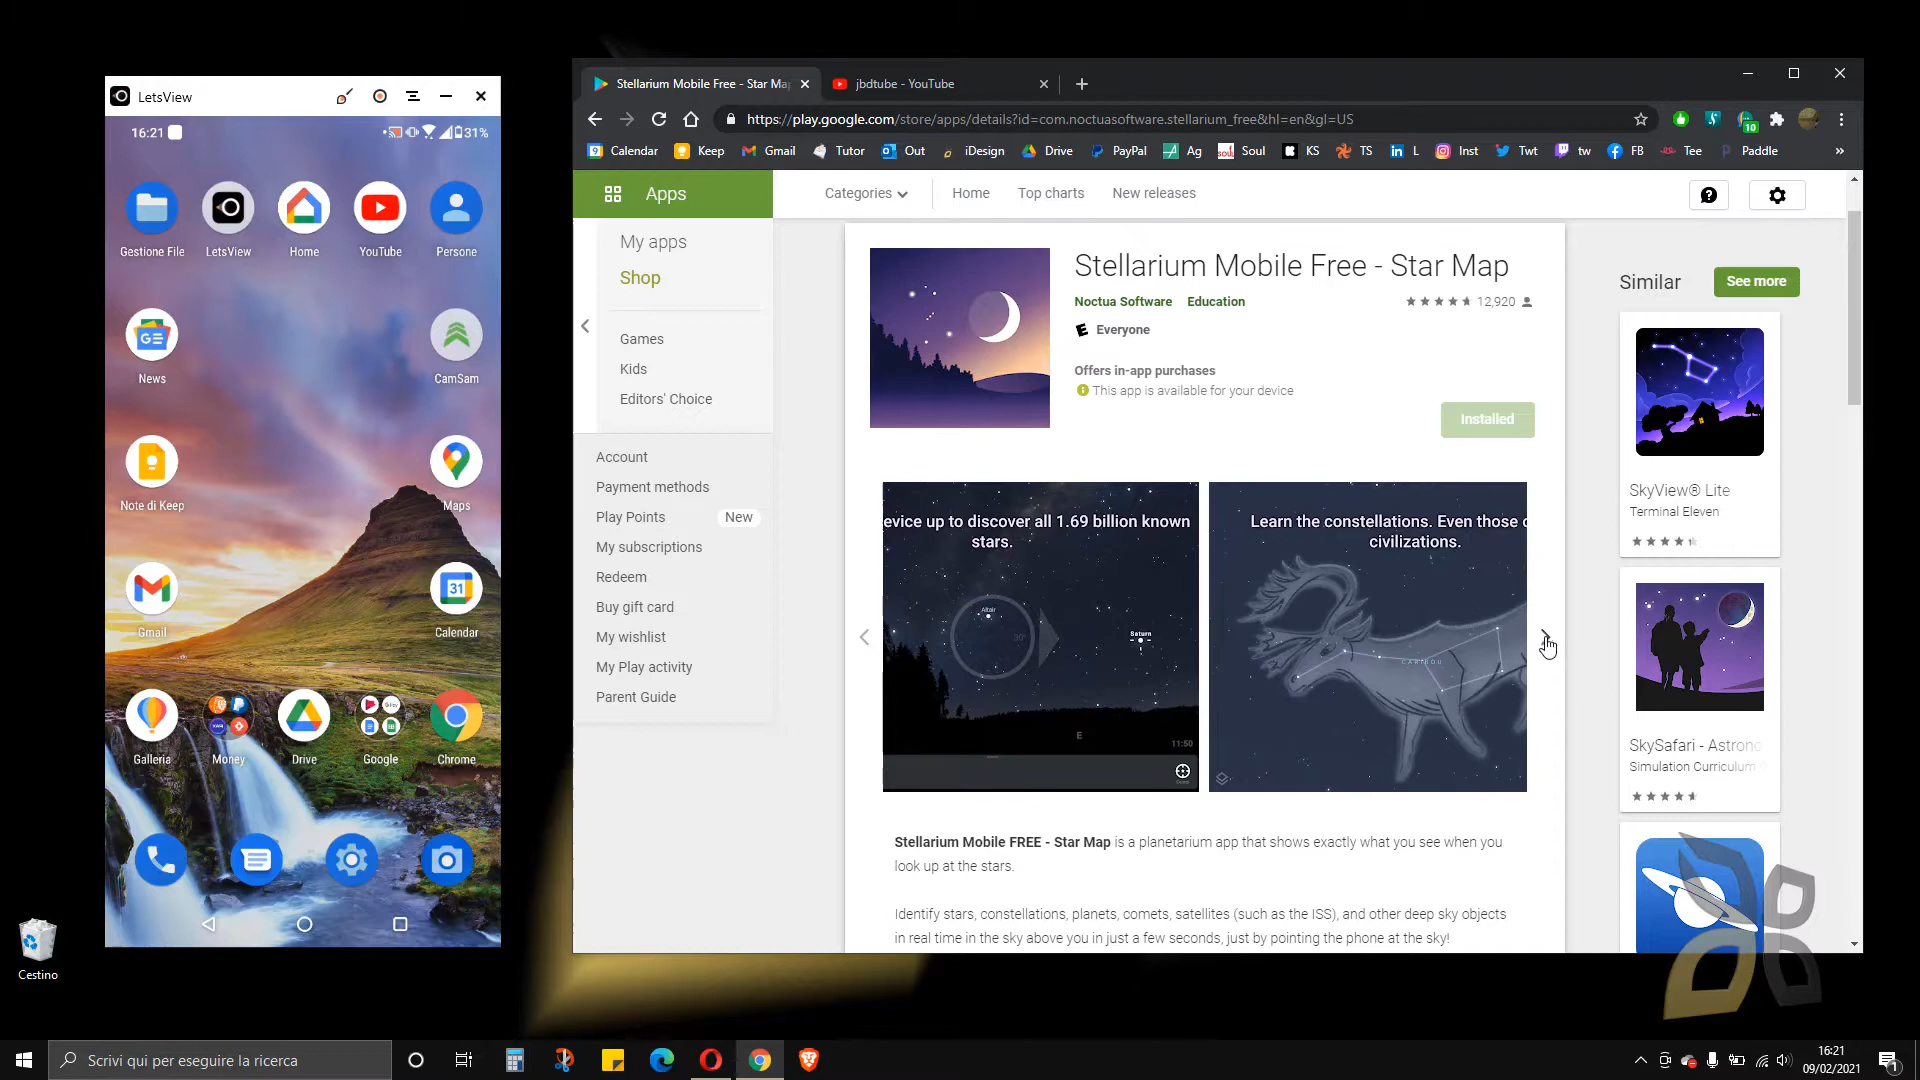 LetsView
16:21
31%
Gestione File
LetsView
Home
YouTube
Persone
News
CamSam
Note di Keep
Maps
Gmail
31
Calendar
Galleria
Money
Drive
Google
Chrome
Cestino
Stellarium Mobile Free - Star Ma
jbdtube - YouTube
https://play.google.com/store/apps/details?id=com.noctuasoftware.stellarium_free&hl=en&gl=US
10
Calendar
Keep
Gmail
Tutor
Out
iDesign
Drive
PayPal
Ag
Soul
KS
TS
L
Inst
Twt
tw
FB
Tee
Paddle
Apps
Categories
Home
Top charts
New releases
My apps
Shop
Games
Kids
Editors' Choice
Account
Payment methods
Play Points New
My subscriptions
Redeem
Buy gift card
My wishlist
My Play activity
Parent Guide
Stellarium Mobile Free - Star Map
Noctua Software Education
12,920
E Everyone
Offers in-app purchases
This app is available for your device
Installed
evice up to discover all 1.69 billion known
stars.
Altair
30°
Saturn
E
11:50
Learn the constellations. Even those o
civilizations.
CARIBOU
Stellarium Mobile FREE - Star Map is a planetarium app that shows exactly what you see when you
look up at the stars.
Identify stars, constellations, planets, comets, satellites (such as the ISS), and other deep sky objects
in real time in the sky above you in just a few seconds, just by pointing the phone at the sky!
Similar
See more
SkyView® Lite
Terminal Eleven
SkySafari - Astrono
Simulation Curriculum
Scrivi qui per eseguire la ricerca
16:21
09/02/2021
1